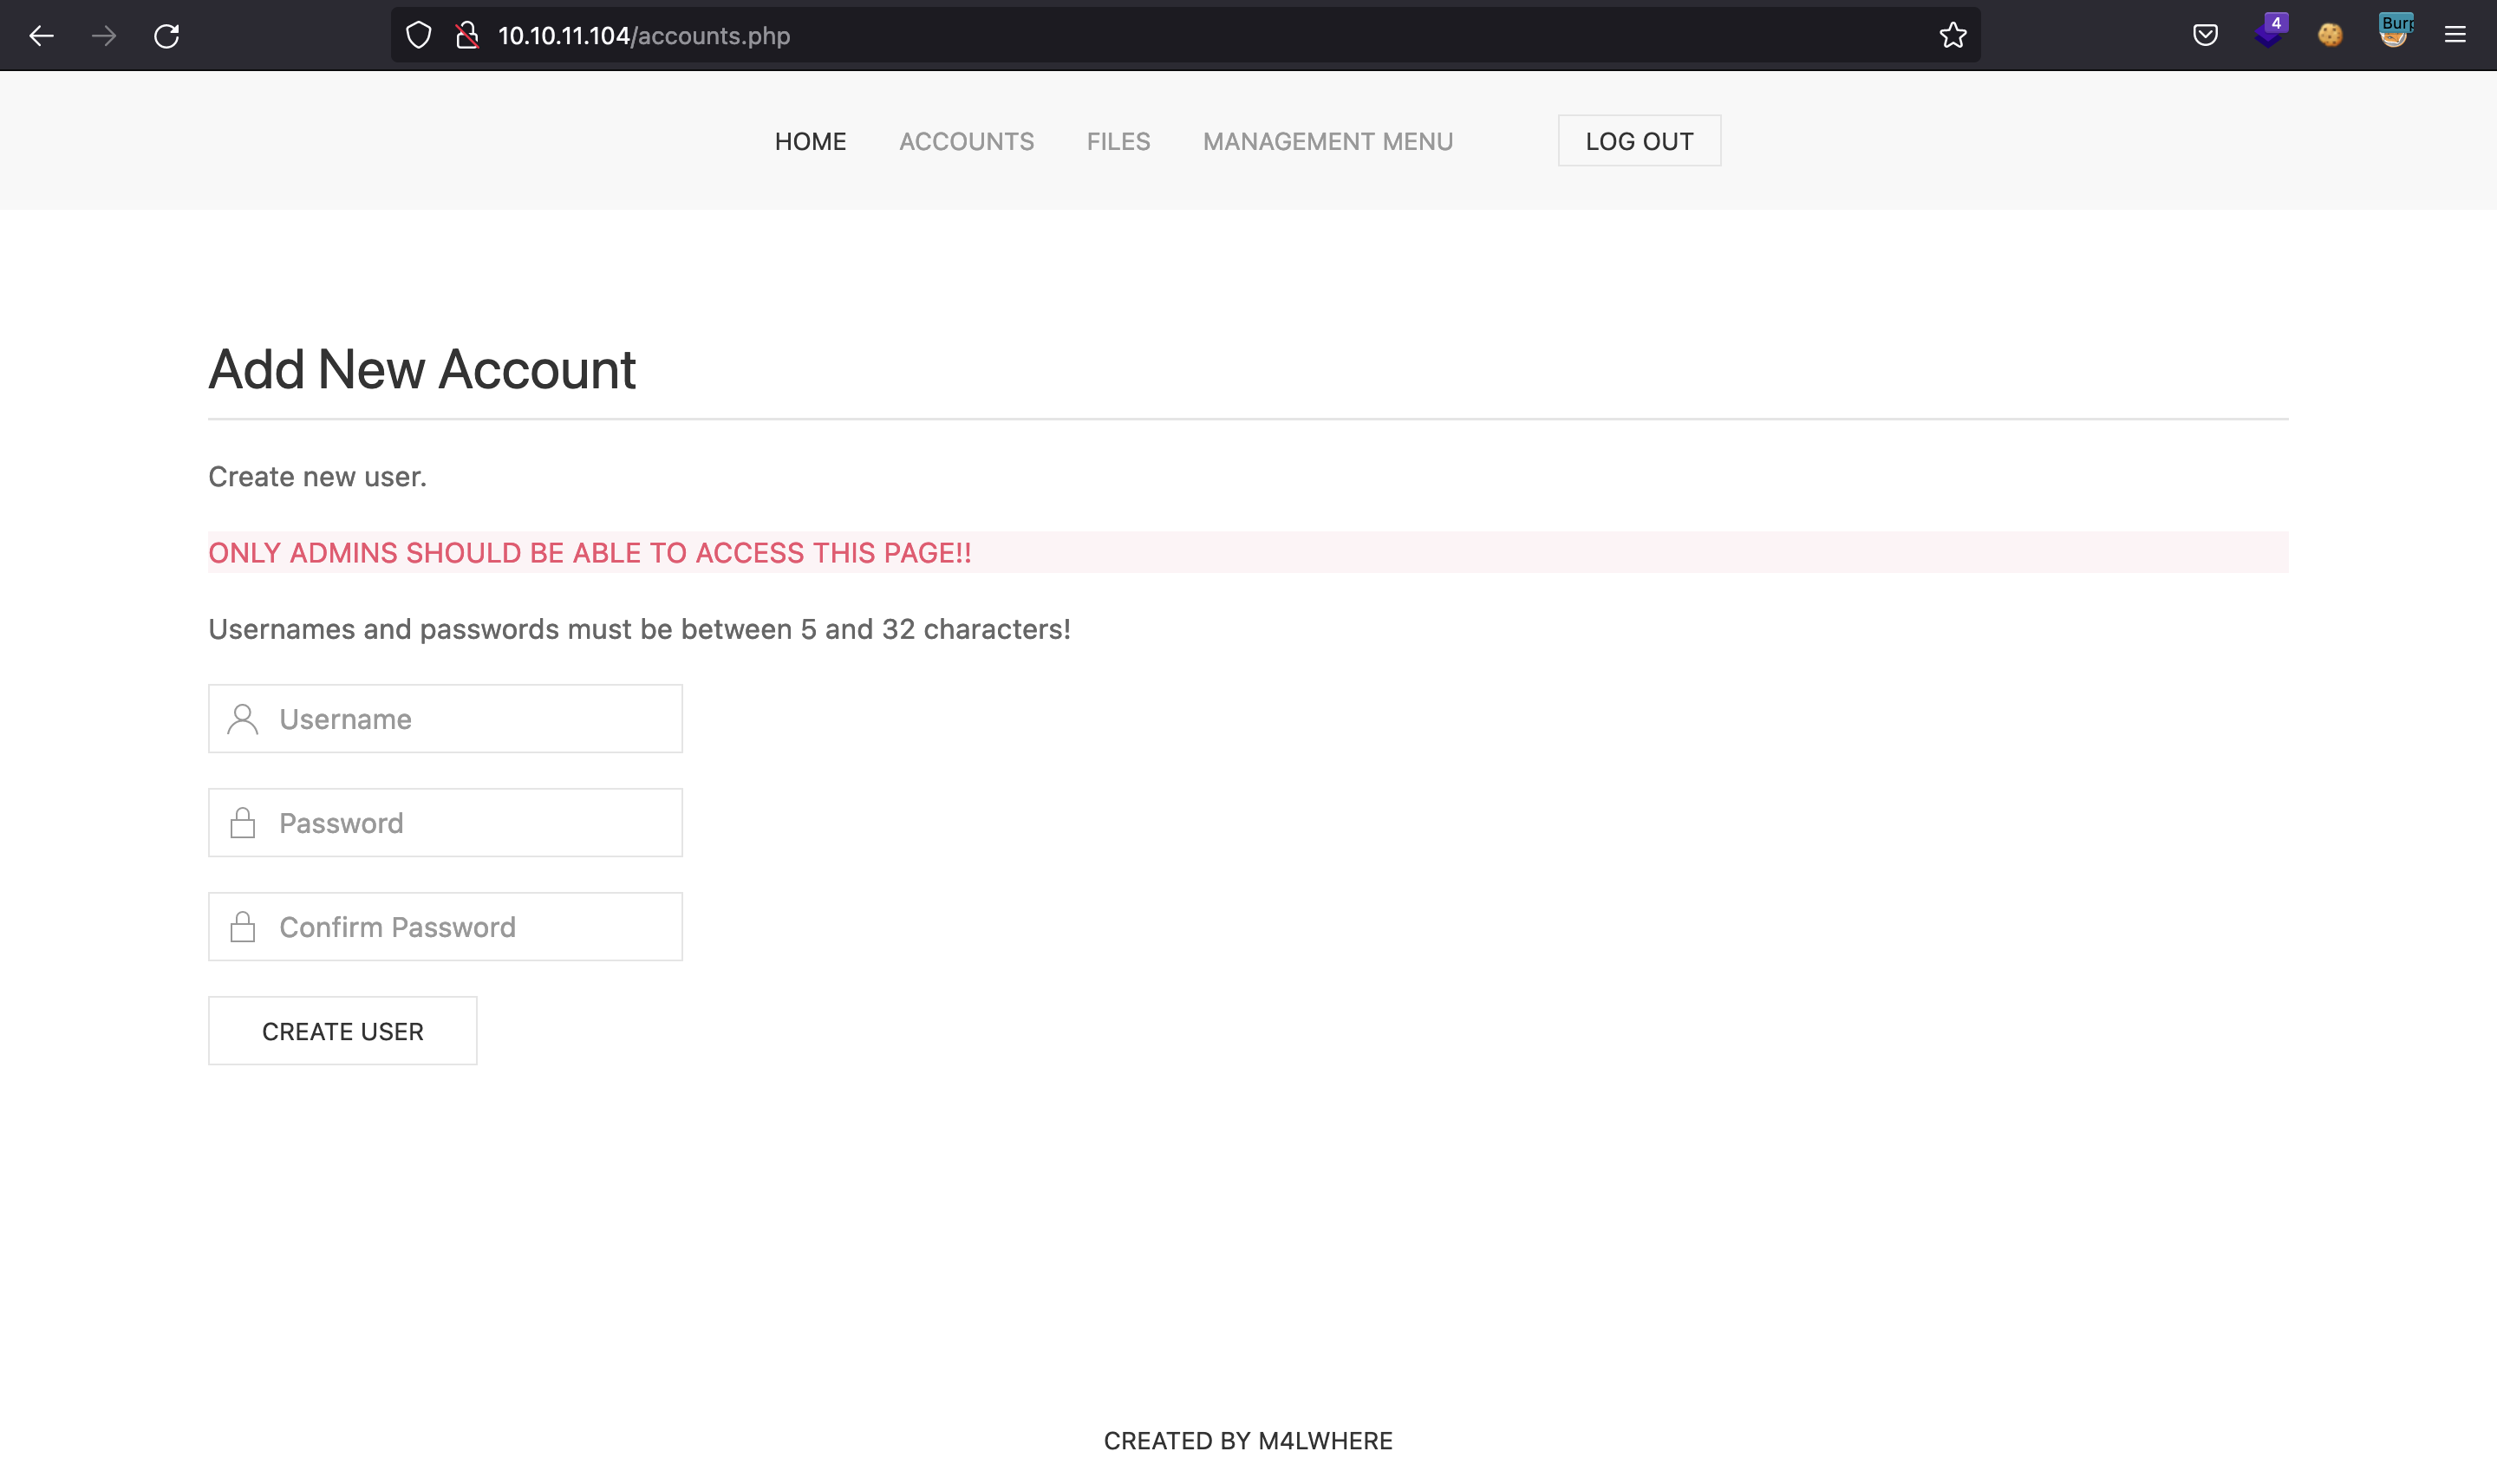 10.10.11.104/accounts.php
4
Burp
HOME ACCOUNTS FILES MANAGEMENT MENU LOG OUT
Add New Account
Create new user.
ONLY ADMINS SHOULD BE ABLE TO ACCESS THIS PAGE!!
Usernames and passwords must be between 5 and 32 characters!
Username
Password
Confirm Password
CREATE USER
CREATED BY M4LWHERE